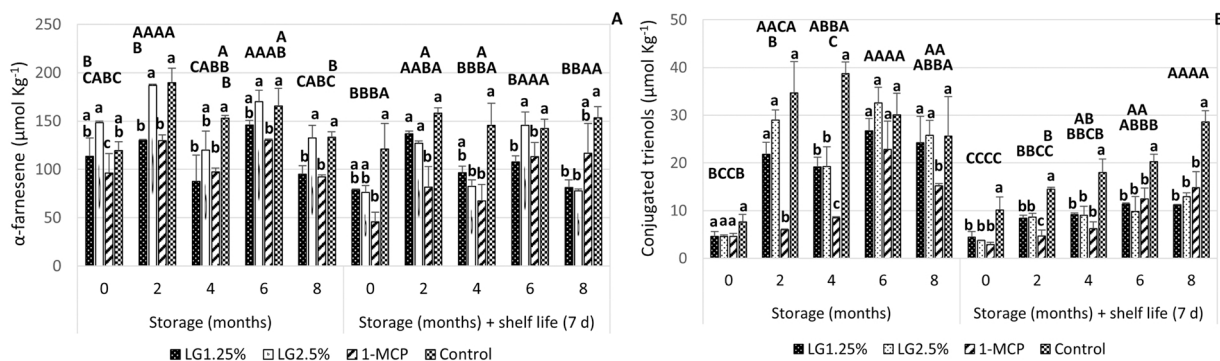 A
α-farnesene (µmol Kg⁻¹)
250
200
150
100
50
0
B
CABC
AAAA
B
A
CABB
B
A
AAAB
B
CABC
BBBA
A
AABA
A
BBBA
BAAA
BBAA
b a c b
b a b a
b b b a
b a b a
b a b a
a a b a
a a b a
b b b a
b a b a
b b a a
0 2 4 6 8 0 2 4 6 8
Storage (months) Storage (months) + shelf life (7 d)
LG1.25% LG2.5% 1-MCP Control
B
Conjugated trienols (µmol Kg⁻¹)
50
40
30
20
10
0
BCCB
AACA
B
ABBA
C
AAAA
AA
ABBA
CCCC
B
BBCC
AB
BBCB
AA
ABBB
AAAA
a a a a
b a b a
b b c a
a a a a
a a b a
b b b a
b b c a
b b b a
b b b a
b b b a
0 2 4 6 8 0 2 4 6 8
Storage (months) Storage (months) + shelf life (7 d)
LG1.25% LG2.5% 1-MCP Control